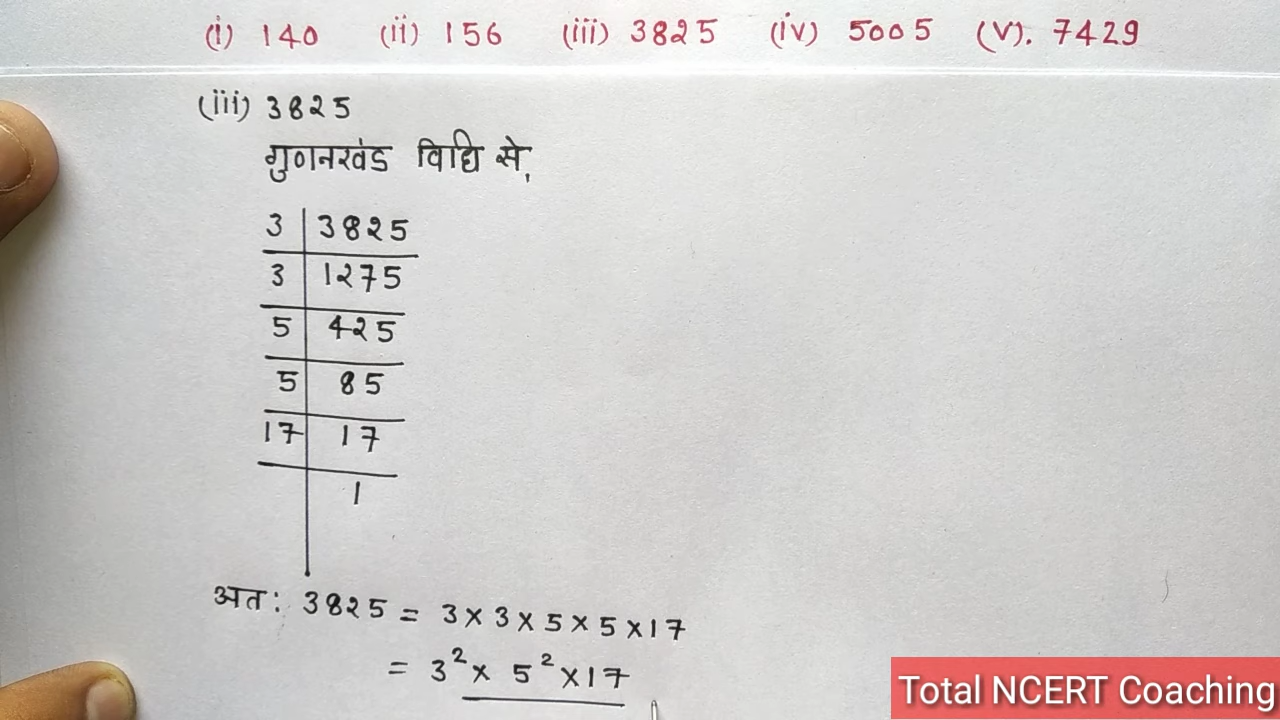 (i) 140 (ii) 156 (iii) 3825 (iv) 5005 (v). 7429
(iii) 3825
गुणनखंड विधि से,
3 | 3825
3 | 1275
5 | 425
5 | 85
17 | 17
| 1
अत: 3825 = 3 × 3 × 5 × 5 × 17
= 3² × 5² × 17
Total NCERT Coaching